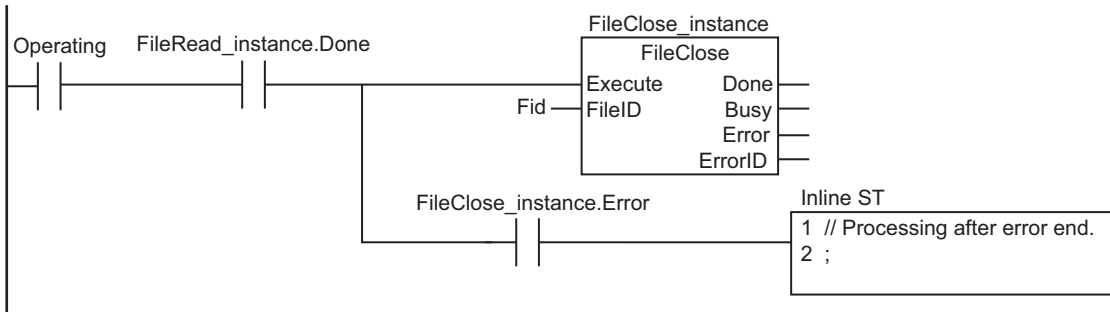 FileClose_instance
Operating
FileRead_instance.Done
FileClose
Execute Done
Fid FileID Busy
Error
ErrorID
FileClose_instance.Error
Inline ST
1 // Processing after error end.
2 ;